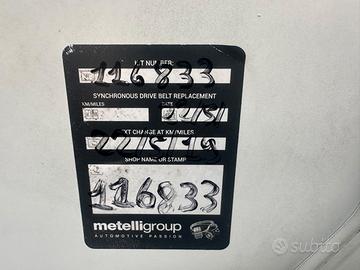 KIT NUMBER:
116833
SYNCHRONOUS DRIVE BELT REPLACEMENT
KM/MILES
DATE
NEXT CHANGE AT KM/MILES
SHOP NAME OR STAMP
116833
metelligroup
AUTOMOTIVE PASSION
subito